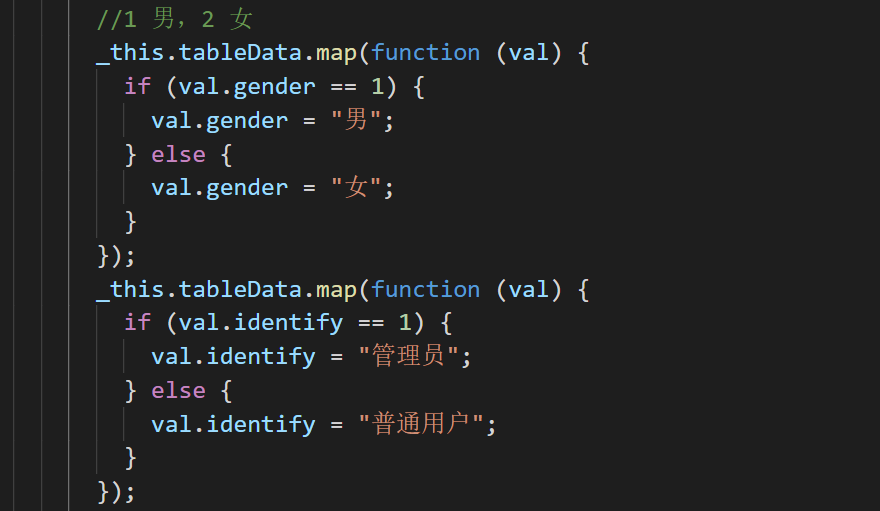 //1 男，2 女
_this.tableData.map(function (val) {
if (val.gender == 1) {
val.gender = "男";
} else {
val.gender = "女";
}
});
_this.tableData.map(function (val) {
if (val.identify == 1) {
val.identify = "管理员";
} else {
val.identify = "普通用户";
}
});